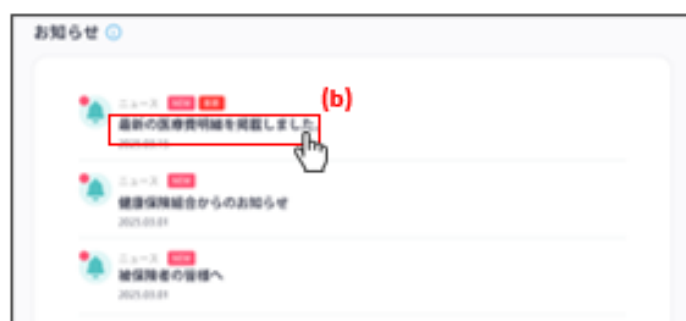 お知らせ
ニュース NEW 重要
(b)
最新の医療費明細を掲載しました。
ニュース NEW
健康保険組合からのお知らせ
2025.03.01
ニュース NEW
被保険者の皆様へ
2025.03.01